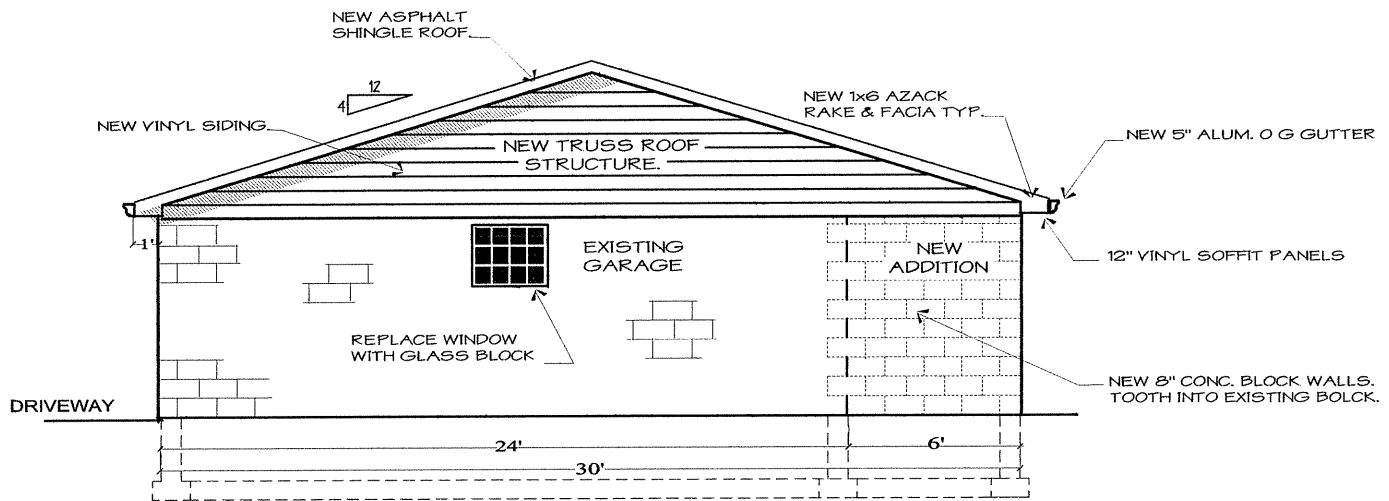 NEW ASPHALT
SHINGLE ROOF
12
4
NEW VINYL SIDING
NEW TRUSS ROOF
STRUCTURE.
NEW 1x6 AZACK
RAKE & FACIA TYP.
NEW 5" ALUM. O G GUTTER
12" VINYL SOFFIT PANELS
1'
EXISTING
GARAGE
NEW
ADDITION
REPLACE WINDOW
WITH GLASS BLOCK
NEW 8" CONC. BLOCK WALLS.
TOOTH INTO EXISTING BOLCK.
DRIVEWAY
24'
6'
30'